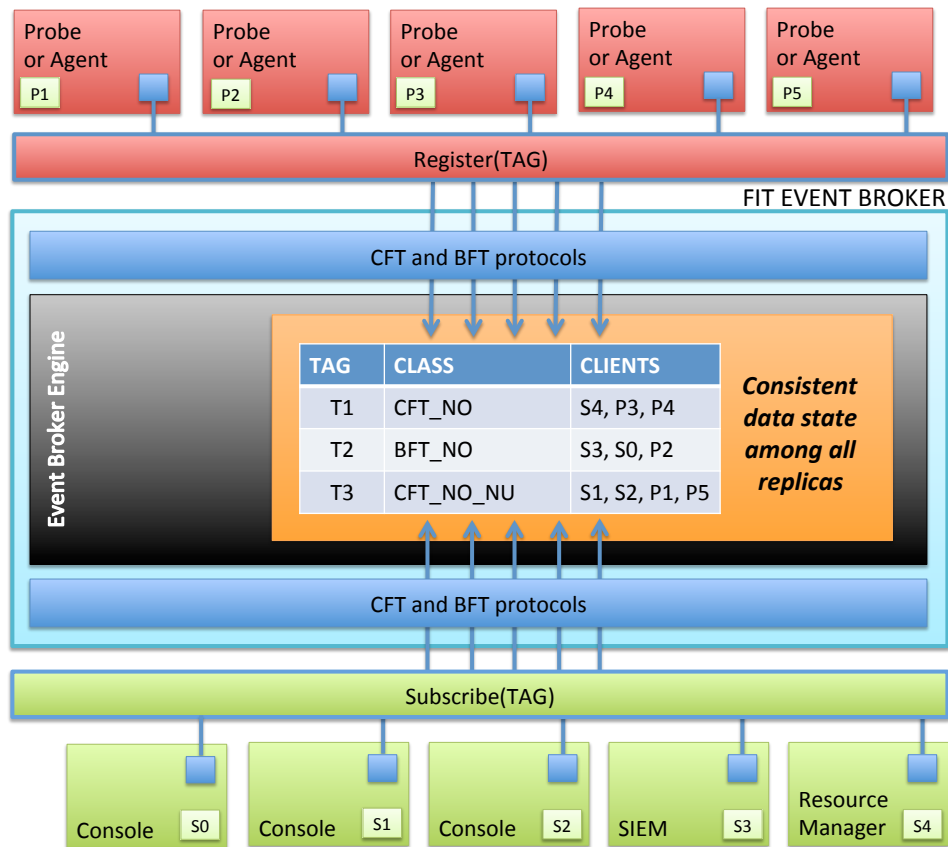 Probe
or Agent
P1
Probe
or Agent
P2
Probe
or Agent
P3
Probe
or Agent
P4
Probe
or Agent
P5
Register(TAG)
FIT EVENT BROKER
CFT and BFT protocols
Event Broker Engine
TAG CLASS CLIENTS
T1 CFT_NO S4, P3, P4
T2 BFT_NO S3, S0, P2
T3 CFT_NO_NU S1, S2, P1, P5
Consistent
data state
among all
replicas
CFT and BFT protocols
Subscribe(TAG)
Console S0
Console S1
Console S2
SIEM S3
Resource
Manager S4